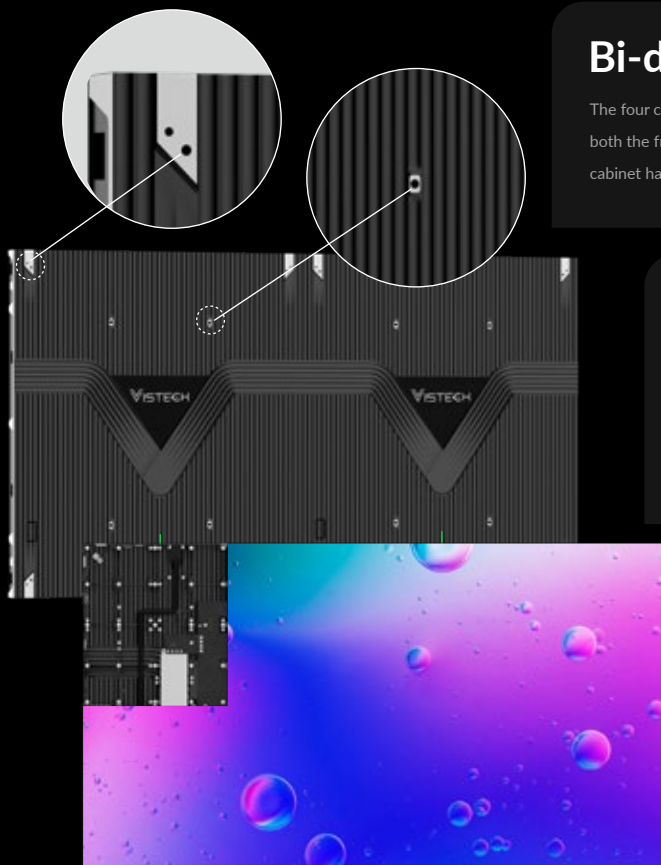 Bi-d
The four c
both the fr
cabinet ha
VISTECH
VISTECH